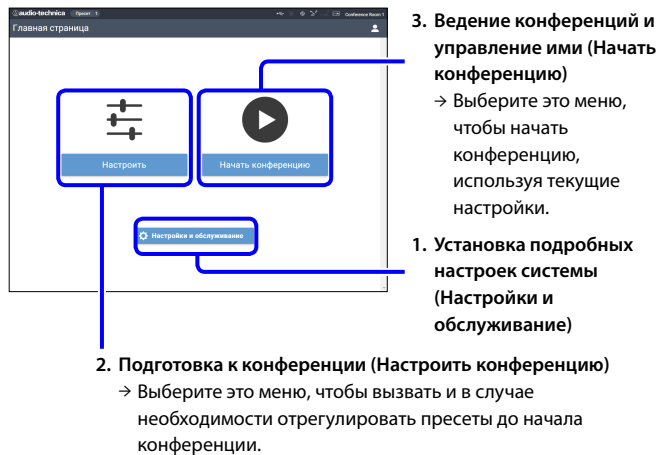 audio-technica Пресет 1 Conference Room 1
Главная страница
Настроить
Начать конференцию
Настройки и обслуживание
3. Ведение конференций и
управление ими (Начать
конференцию)
→ Выберите это меню,
чтобы начать
конференцию,
используя текущие
настройки.
1. Установка подробных
настроек системы
(Настройки и
обслуживание)
2. Подготовка к конференции (Настроить конференцию)
→ Выберите это меню, чтобы вызвать и в случае
необходимости отрегулировать пресеты до начала
конференции.